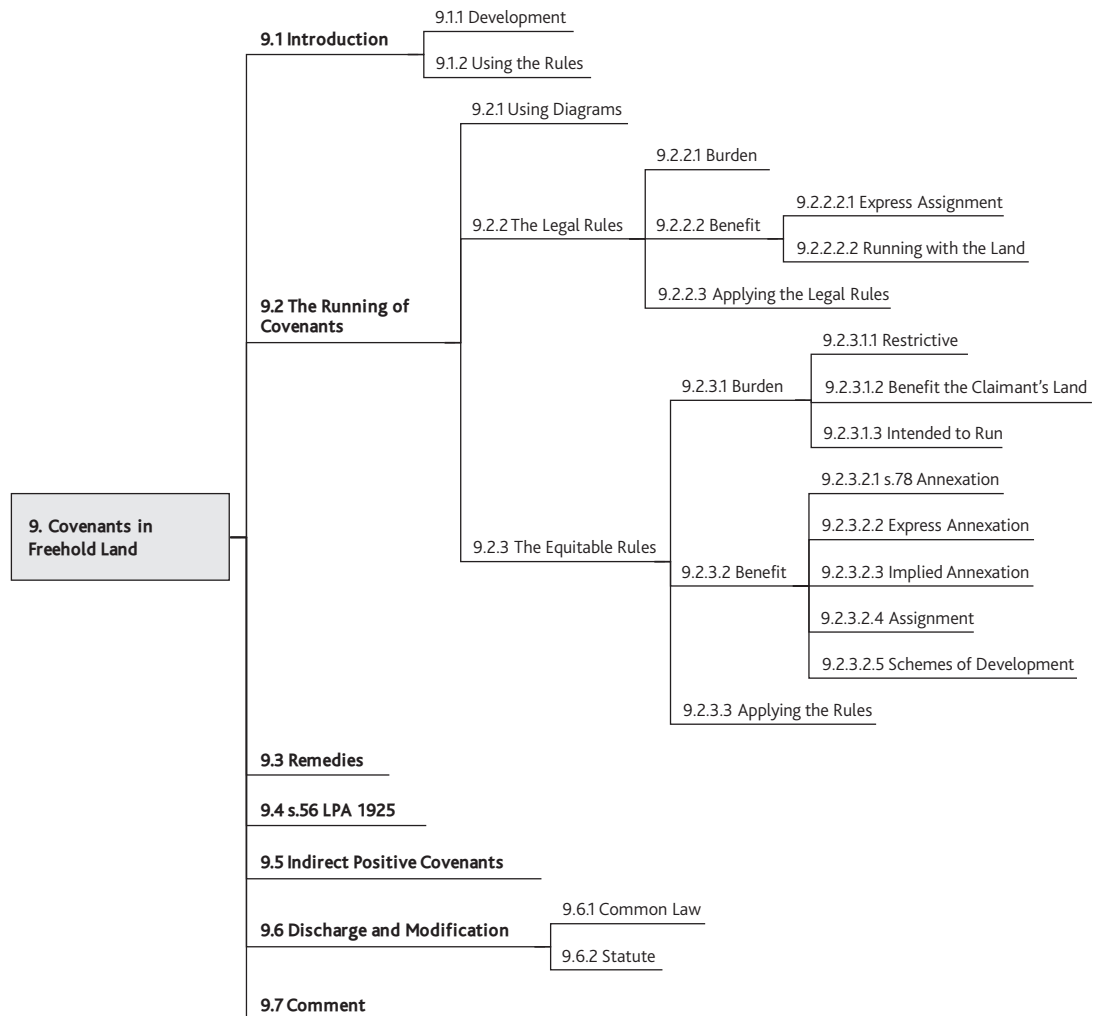 9. Covenants in
Freehold Land
9.1 Introduction
9.1.1 Development
9.1.2 Using the Rules
9.2 The Running of
Covenants
9.2.1 Using Diagrams
9.2.2 The Legal Rules
9.2.2.1 Burden
9.2.2.2 Benefit
9.2.2.2.1 Express Assignment
9.2.2.2.2 Running with the Land
9.2.2.3 Applying the Legal Rules
9.2.3 The Equitable Rules
9.2.3.1 Burden
9.2.3.1.1 Restrictive
9.2.3.1.2 Benefit the Claimant's Land
9.2.3.1.3 Intended to Run
9.2.3.2 Benefit
9.2.3.2.1 s.78 Annexation
9.2.3.2.2 Express Annexation
9.2.3.2.3 Implied Annexation
9.2.3.2.4 Assignment
9.2.3.2.5 Schemes of Development
9.2.3.3 Applying the Rules
9.3 Remedies
9.4 s.56 LPA 1925
9.5 Indirect Positive Covenants
9.6 Discharge and Modification
9.6.1 Common Law
9.6.2 Statute
9.7 Comment